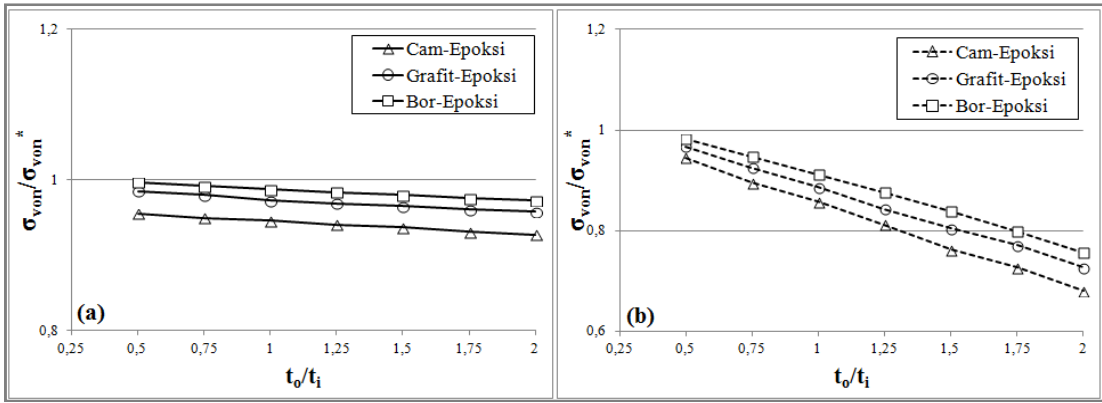 1,2
Cam-Epoksi
Grafit-Epoksi
Bor-Epoksi
1
σvon/σvon*
0,8
(a)
0,25 0,5 0,75 1 1,25 1,5 1,75 2
to/ti
1,2
Cam-Epoksi
Grafit-Epoksi
Bor-Epoksi
1
σvon/σvon*
0,8
0,6
(b)
0,25 0,5 0,75 1 1,25 1,5 1,75 2
to/ti